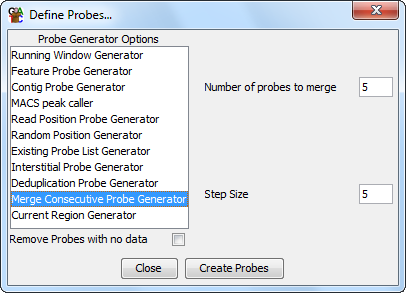 Define Probes...
Probe Generator Options
Running Window Generator
Feature Probe Generator
Contig Probe Generator
MACS peak caller
Read Position Probe Generator
Random Position Generator
Existing Probe List Generator
Interstitial Probe Generator
Deduplication Probe Generator
Merge Consecutive Probe Generator
Current Region Generator
Remove Probes with no data
Number of probes to merge 5
Step Size 5
Close Create Probes